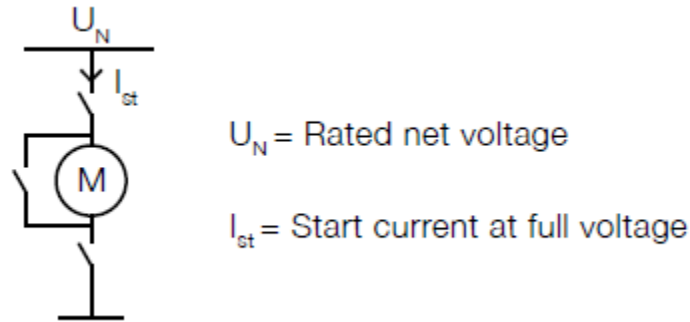 U_N
I_st
U_N = Rated net voltage
M
I_st = Start current at full voltage